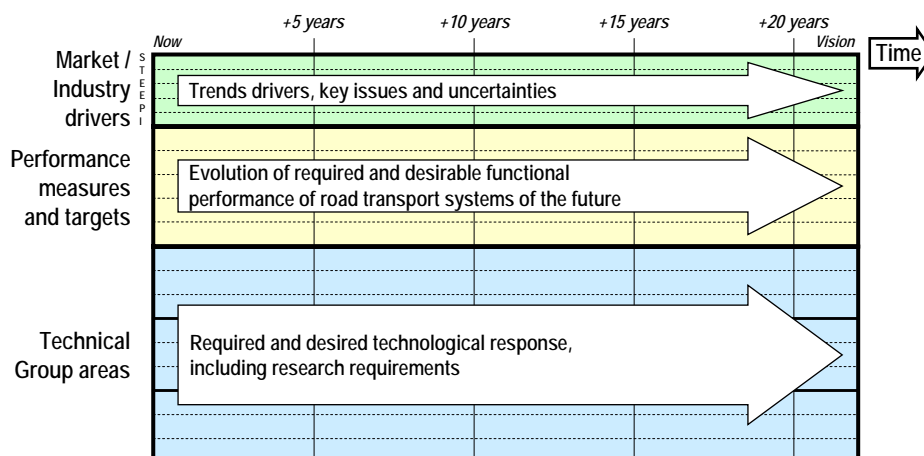 +5 years +10 years +15 years +20 years
Now Vision
Time
Market /
Industry
drivers
S
T
E
E
P
I
Trends drivers, key issues and uncertainties
Performance
measures
and targets
Evolution of required and desirable functional
performance of road transport systems of the future
Technical
Group areas
Required and desired technological response,
including research requirements